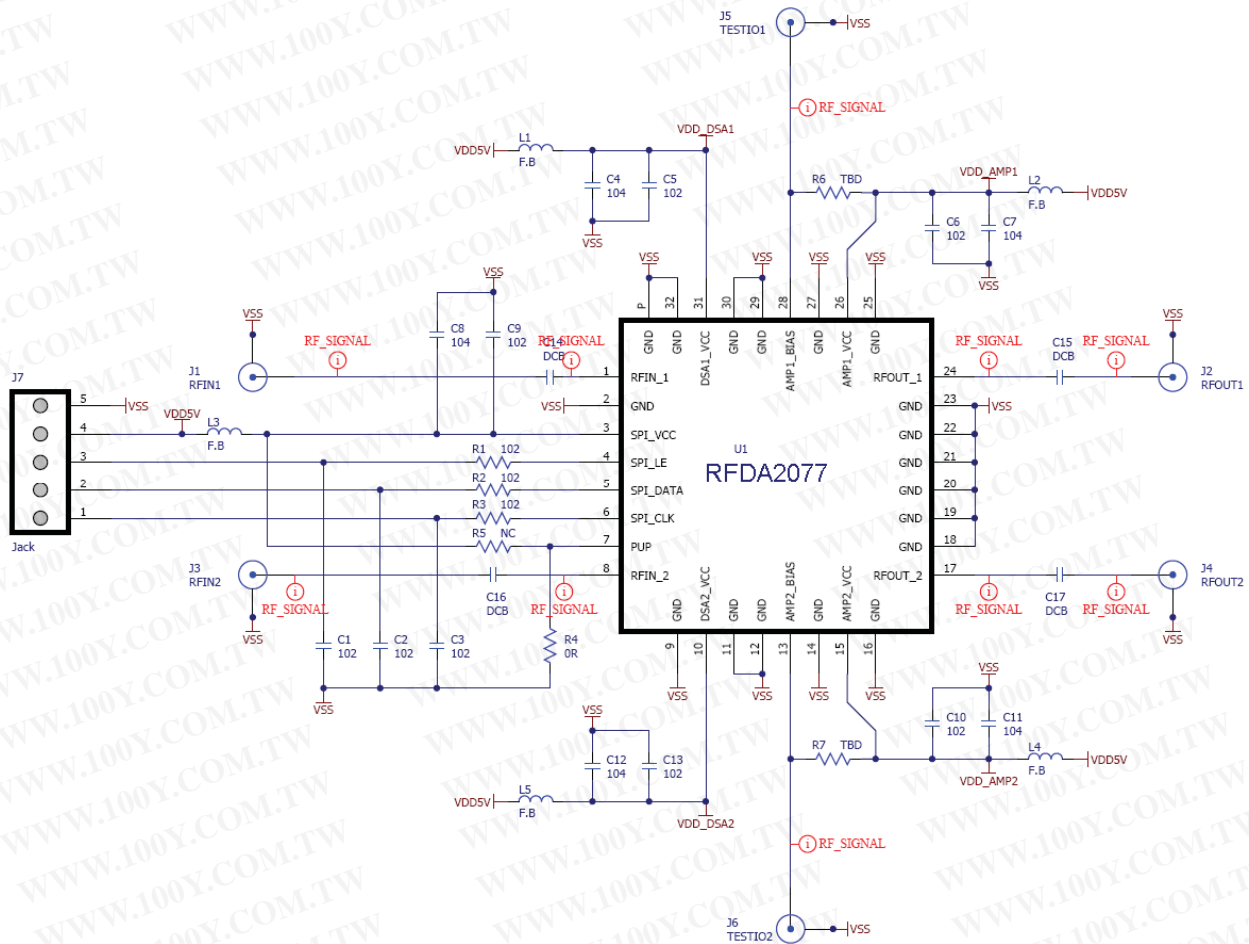 J5
TESTIO1
VSS
RF_SIGNAL
VDD_DSA1
L1
VDD5V
F.B
C4
104
C5
102
VSS
R6 TBD
VDD_AMP1
L2
F.B
VDD5V
C6
102
C7
104
VSS
VSS
VSS
VSS
VSS
P
32
31
30
29
28
27
26
25
GND
GND
DSA1_VCC
GND
GND
AMP1_BIAS
GND
AMP1_VCC
GND
VSS
C8
104
C9
102
VSS
RF_SIGNAL
RF_SIGNAL
C14
DCB
J1
RFIN1
J7
5
VSS
4
VDD5V
L3
F.B
3
2
1
Jack
R1 102
R2 102
R3 102
R5 NC
1
RFIN_1
VSS
2
GND
3
SPI_VCC
4
SPI_LE
5
SPI_DATA
6
SPI_CLK
7
PUP
8
RFIN_2
U1
RFDA2077
RFOUT_1
24
GND
23
VSS
GND
22
GND
21
GND
20
GND
19
GND
18
RFOUT_2
17
RF_SIGNAL
C15
DCB
RF_SIGNAL
VSS
J2
RFOUT1
RF_SIGNAL
C17
DCB
RF_SIGNAL
J4
RFOUT2
VSS
J3
RFIN2
VSS
RF_SIGNAL
C16
DCB
RF_SIGNAL
C1
102
C2
102
C3
102
R4
0R
VSS
GND
DSA2_VCC
GND
GND
AMP2_BIAS
GND
AMP2_VCC
GND
9
10
11
12
13
14
15
16
VSS
VSS
VSS
VSS
VSS
C12
104
C13
102
L5
VDD5V
F.B
VDD_DSA2
R7 TBD
VSS
C10
102
C11
104
L4
F.B
VDD5V
VDD_AMP2
RF_SIGNAL
J6
TESTIO2
VSS
WWW.100Y.COM.TW